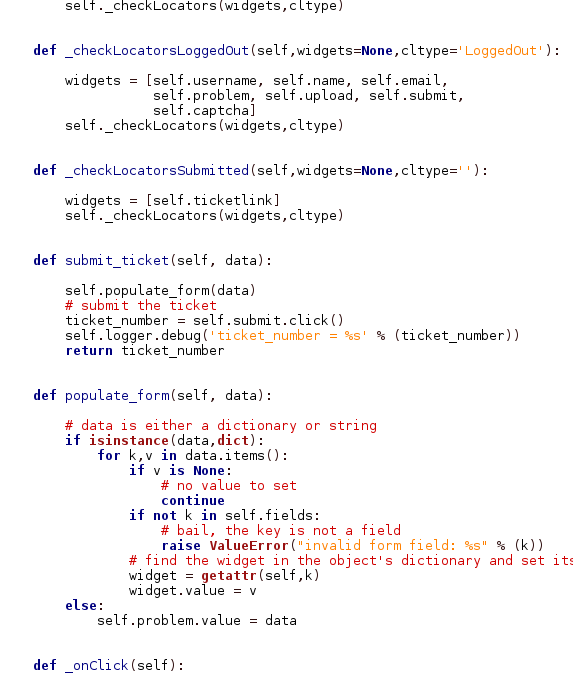 self._checkLocators(widgets,cltype)


    def _checkLocatorsLoggedOut(self,widgets=None,cltype='LoggedOut'):

        widgets = [self.username, self.name, self.email,
                   self.problem, self.upload, self.submit,
                   self.captcha]
        self._checkLocators(widgets,cltype)


    def _checkLocatorsSubmitted(self,widgets=None,cltype=''):

        widgets = [self.ticketlink]
        self._checkLocators(widgets,cltype)


    def submit_ticket(self, data):

        self.populate_form(data)
        # submit the ticket
        ticket_number = self.submit.click()
        self.logger.debug('ticket_number = %s' % (ticket_number))
        return ticket_number


    def populate_form(self, data):

        # data is either a dictionary or string
        if isinstance(data,dict):
            for k,v in data.items():
                if v is None:
                    # no value to set
                    continue
                if not k in self.fields:
                    # bail, the key is not a field
                    raise ValueError("invalid form field: %s" % (k))
                # find the widget in the object's dictionary and set its
                widget = getattr(self,k)
                widget.value = v
        else:
            self.problem.value = data


    def _onClick(self):